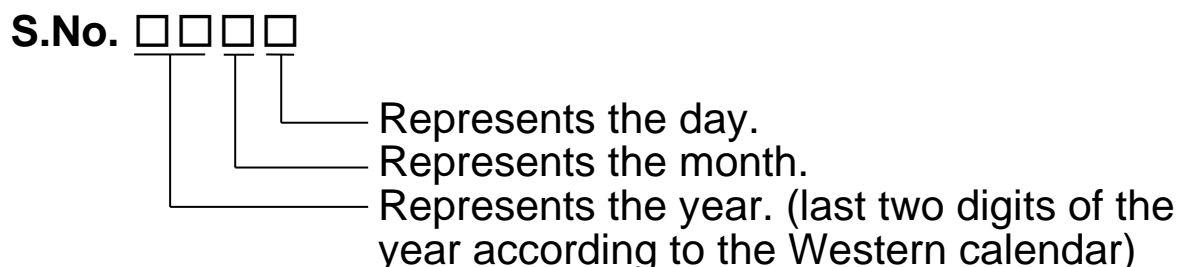 S.No. □□□□
Represents the day.
Represents the month.
Represents the year. (last two digits of the
year according to the Western calendar)